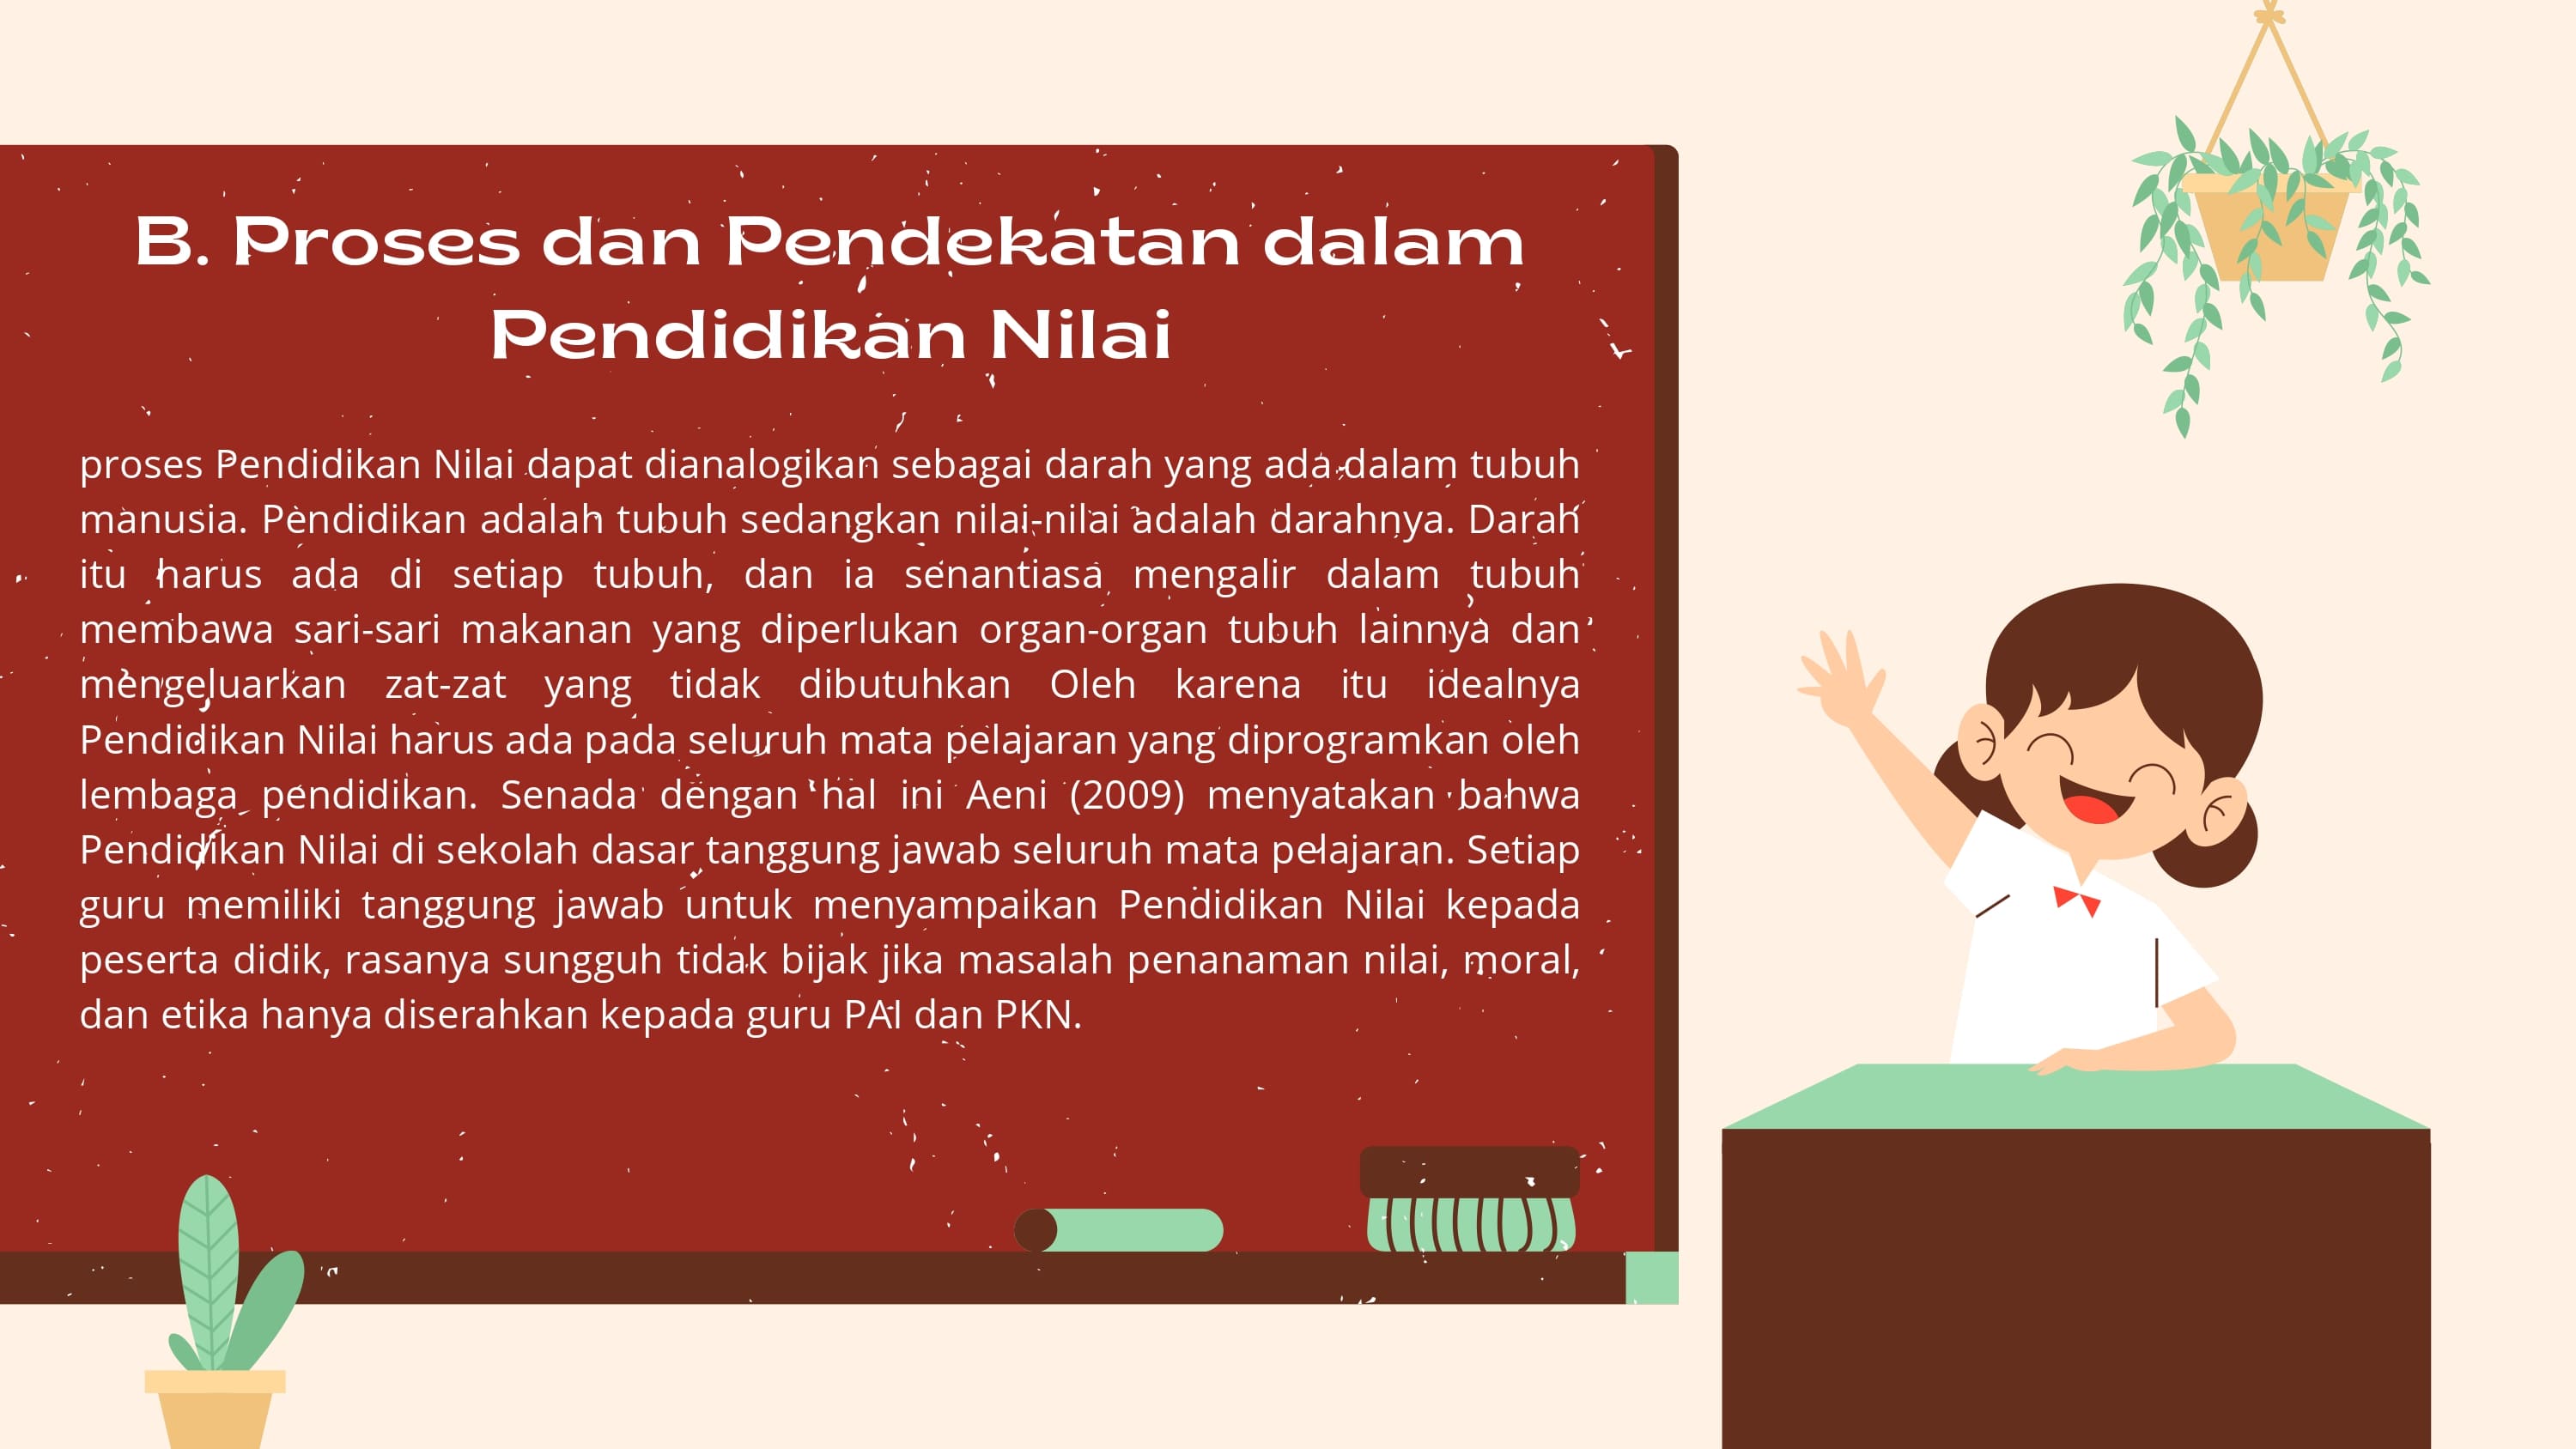 B. Proses dan Pendekatan dalam
Pendidikan Nilai
proses Pendidikan Nilai dapat dianalogikan sebagai darah yang ada dalam tubuh
manusia. Pendidikan adalah tubuh sedangkan nilai-nilai adalah darahnya. Darah
itu harus ada di setiap tubuh, dan ia senantiasa mengalir dalam tubuh
membawa sari-sari makanan yang diperlukan organ-organ tubuh lainnya dan
mengeluarkan zat-zat yang tidak dibutuhkan Oleh karena itu idealnya
Pendidikan Nilai harus ada pada seluruh mata pelajaran yang diprogramkan oleh
lembaga pendidikan. Senada dengan hal ini Aeni (2009) menyatakan bahwa
Pendidikan Nilai di sekolah dasar tanggung jawab seluruh mata pelajaran. Setiap
guru memiliki tanggung jawab untuk menyampaikan Pendidikan Nilai kepada
peserta didik, rasanya sungguh tidak bijak jika masalah penanaman nilai, moral,
dan etika hanya diserahkan kepada guru PAI dan PKN.